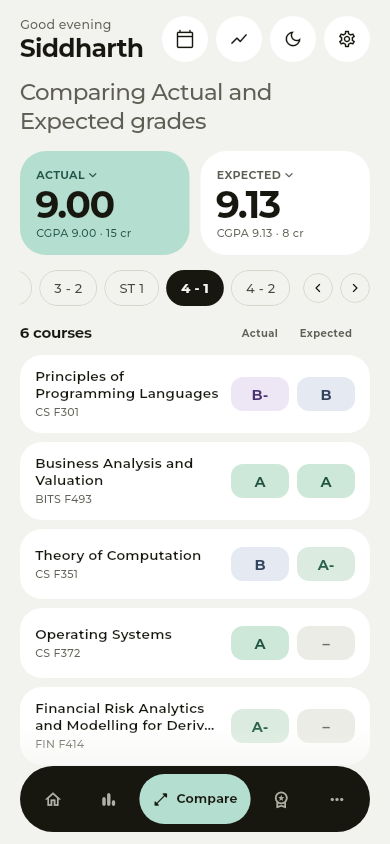 Good evening
Siddharth
Comparing Actual and
Expected grades
ACTUAL EXPECTED
9.00 9.13
CGPA 9.00 · 15 cr CGPA 9.13 · 8 cr
3 - 2 ST 1 4 - 1 4 - 2
6 courses Actual Expected
Principles of
Programming Languages B- B
CS F301
Business Analysis and
Valuation A A
BITS F493
Theory of Computation B A-
CS F351
Operating Systems A –
CS F372
Financial Risk Analytics
and Modelling for Deriv... A- –
FIN F414
Compare